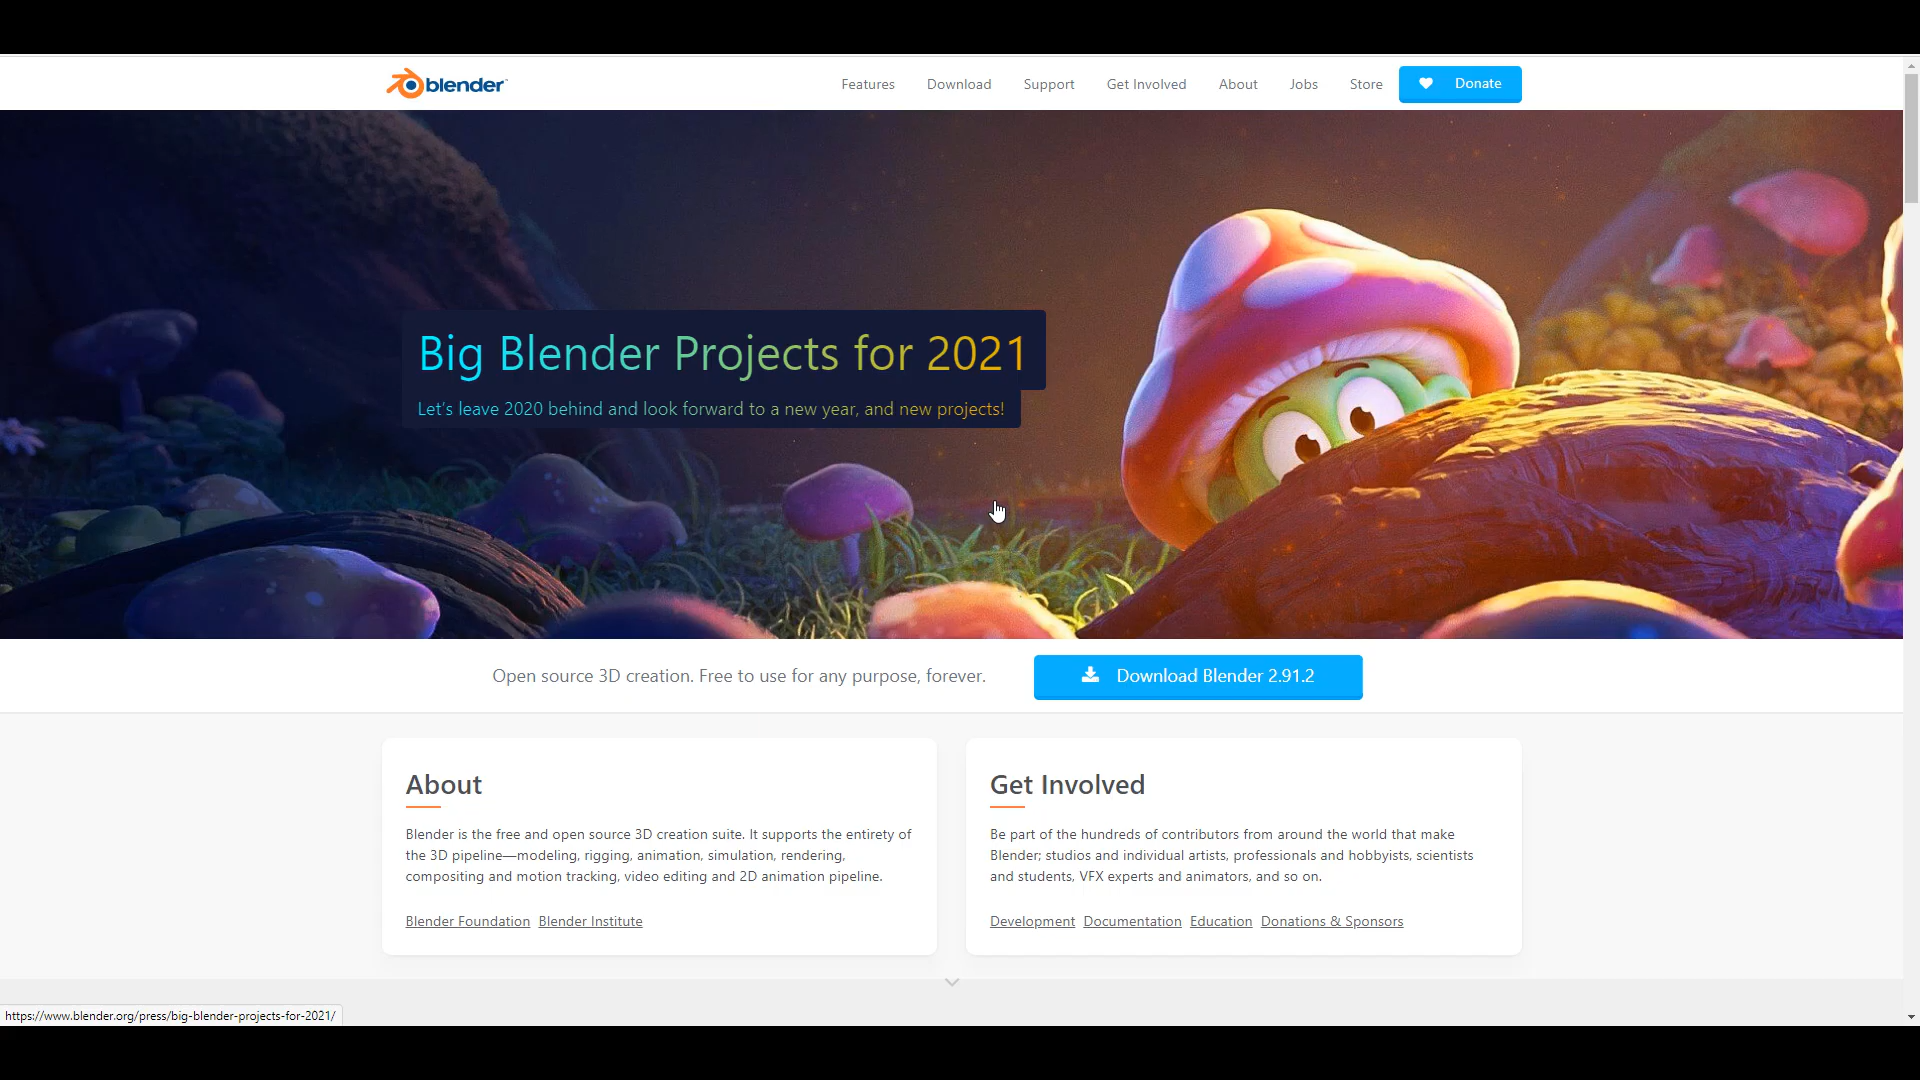 blender
Features Download Support Get Involved About Jobs Store Donate
Big Blender Projects for 2021
Let's leave 2020 behind and look forward to a new year, and new projects!
Open source 3D creation. Free to use for any purpose, forever.
Download Blender 2.91.2
About
Blender is the free and open source 3D creation suite. It supports the entirety of
the 3D pipeline—modeling, rigging, animation, simulation, rendering,
compositing and motion tracking, video editing and 2D animation pipeline.
Blender Foundation Blender Institute
Get Involved
Be part of the hundreds of contributors from around the world that make
Blender; studios and individual artists, professionals and hobbyists, scientists
and students, VFX experts and animators, and so on.
Development Documentation Education Donations & Sponsors
https://www.blender.org/press/big-blender-projects-for-2021/